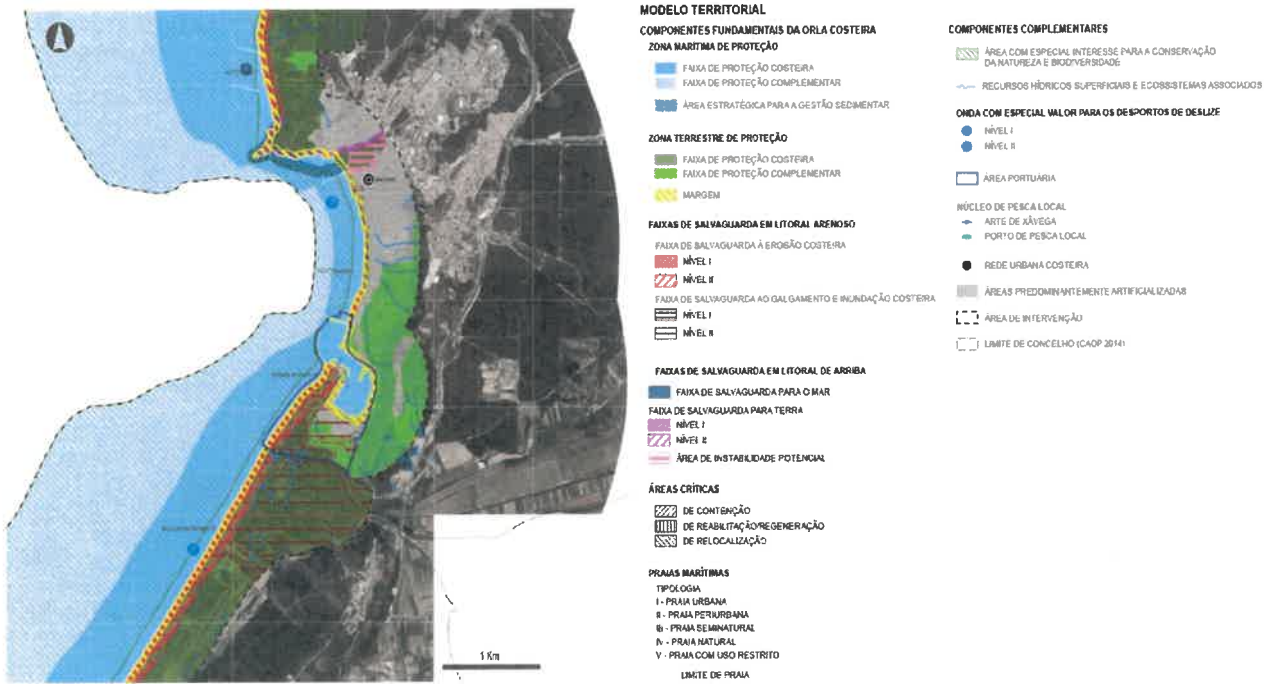 MODELO TERRITORIAL
COMPONENTES FUNDAMENTAIS DA ORLA COSTEIRA
ZONA MARÍTIMA DE PROTEÇÃO
FAIXA DE PROTEÇÃO COSTEIRA
FAIXA DE PROTEÇÃO COMPLEMENTAR
ÁREA ESTRATÉGICA PARA A GESTÃO SEDIMENTAR
ZONA TERRESTRE DE PROTEÇÃO
FAIXA DE PROTEÇÃO COSTEIRA
FAIXA DE PROTEÇÃO COMPLEMENTAR
MARGEM
FAIXAS DE SALVAGUARDA EM LITORAL ARENOSO
FAIXA DE SALVAGUARDA À EROSÃO COSTEIRA
NÍVEL I
NÍVEL II
FAIXA DE SALVAGUARDA AO GALGAMENTO E INUNDAÇÃO COSTEIRA
NÍVEL I
NÍVEL II
FAIXAS DE SALVAGUARDA EM LITORAL DE ARRIBA
FAIXA DE SALVAGUARDA PARA O MAR
FAIXA DE SALVAGUARDA PARA TERRA
NÍVEL I
NÍVEL II
ÁREA DE INSTABILIDADE POTENCIAL
ÁREAS CRÍTICAS
DE CONTENÇÃO
DE REABILITAÇÃO/REGENERAÇÃO
DE RELOCALIZAÇÃO
PRAIAS MARÍTIMAS
TIPOLOGIA
I - PRAIA URBANA
II - PRAIA PERIURBANA
III - PRAIA SEMINATURAL
IV - PRAIA NATURAL
V - PRAIA COM USO RESTRITO
LIMITE DE PRAIA
COMPONENTES COMPLEMENTARES
ÁREA COM ESPECIAL INTERESSE PARA A CONSERVAÇÃO
DA NATUREZA E BIODIVERSIDADE
RECURSOS HÍDRICOS SUPERFICIAIS E ECOSSISTEMAS ASSOCIADOS
ONDA COM ESPECIAL VALOR PARA OS DESPORTOS DE DESLIZE
NÍVEL I
NÍVEL II
ÁREA PORTUÁRIA
NÚCLEO DE PESCA LOCAL
ARTE DE XÁVEGA
PORTO DE PESCA LOCAL
REDE URBANA COSTEIRA
ÁREAS PREDOMINANTEMENTE ARTIFICIALIZADAS
ÁREA DE INTERVENÇÃO
LIMITE DE CONCELHO (CAOP 2014)
1 Km